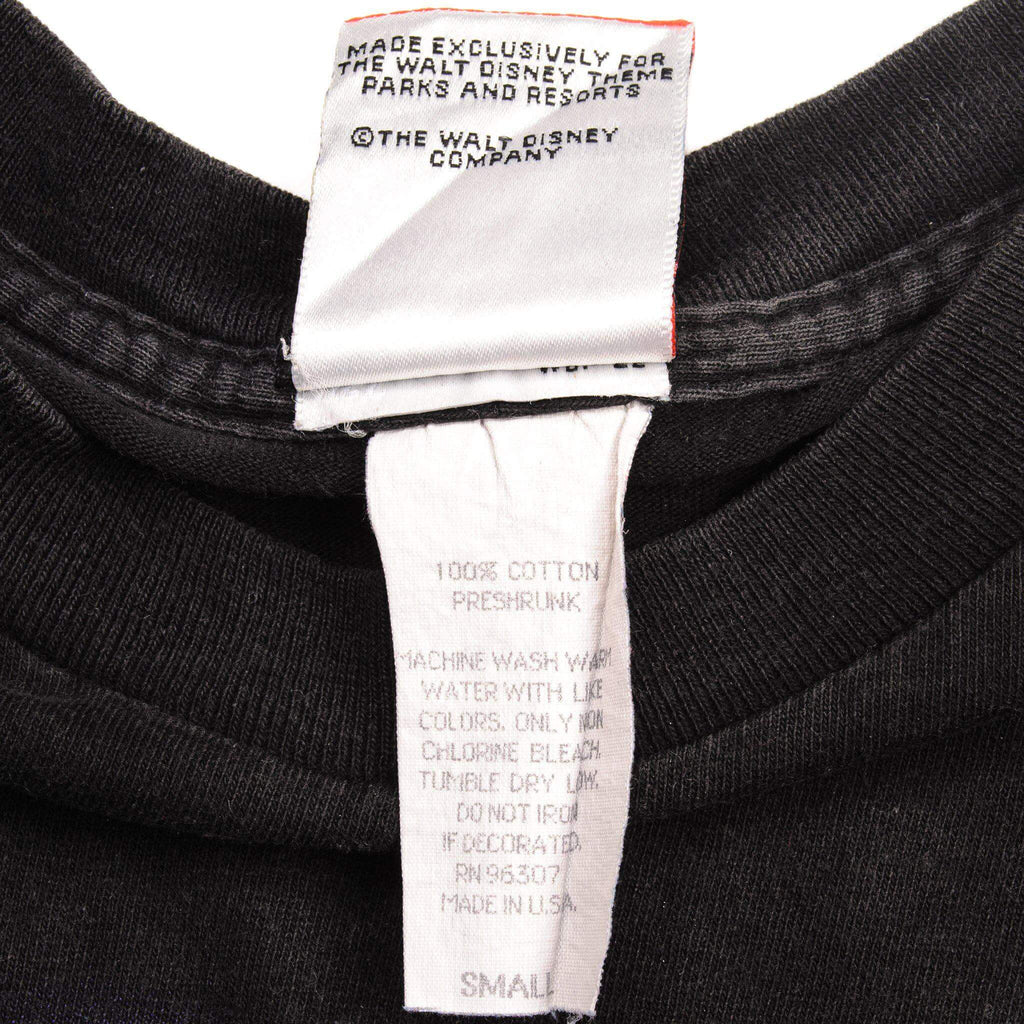 MADE EXCLUSIVELY FOR
THE WALT DISNEY THEME
PARKS AND RESORTS
©THE WALT DISNEY
COMPANY
100% COTTON
PRESHRUNK
MACHINE WASH WARM
WATER WITH LIKE
COLORS. ONLY NON
CHLORINE BLEACH.
TUMBLE DRY LOW.
DO NOT IRON
IF DECORATED.
RN 96307
MADE IN U.S.A.
SMALL